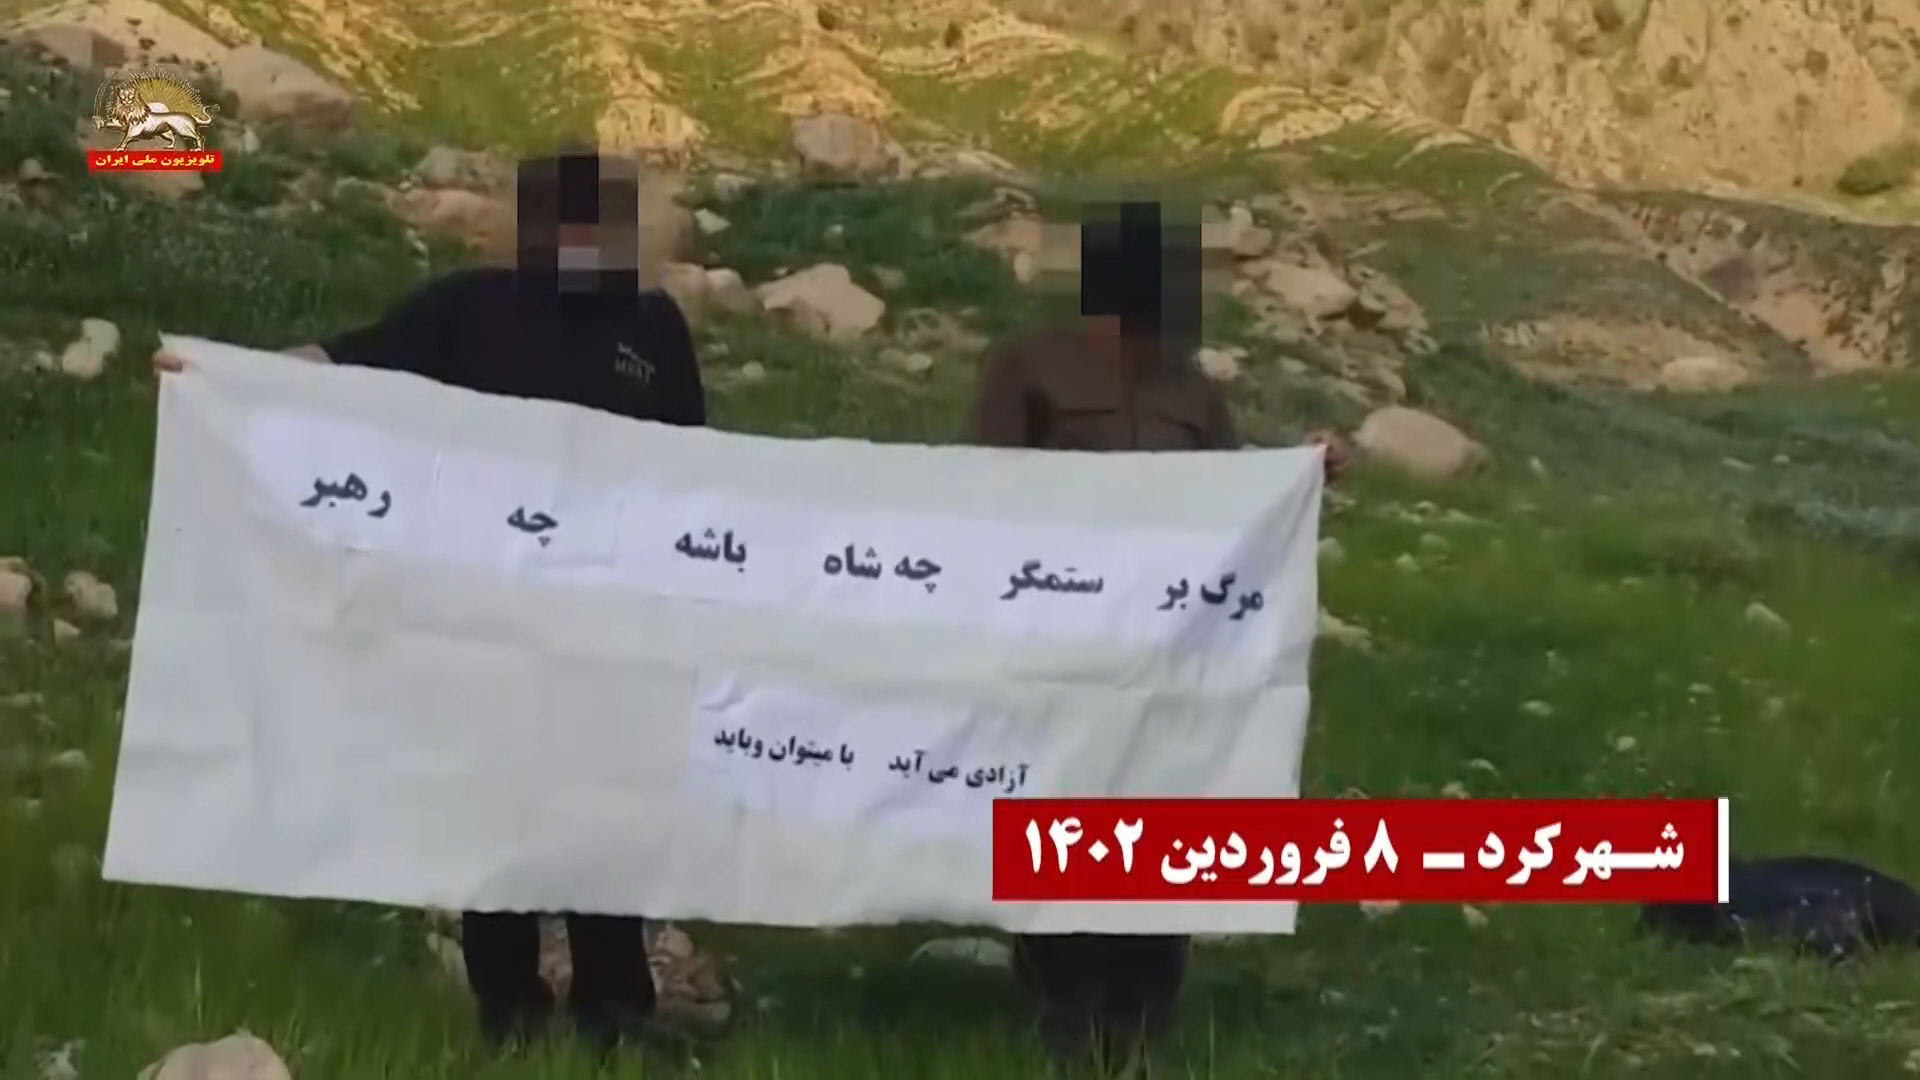 تلویزیون ملی ایران
مرگ بر ستمگر چه شاه باشه چه رهبر
آزادی می آید با میتوان وباید
شهرکرد ـ ۸ فروردین ۱۴۰۲